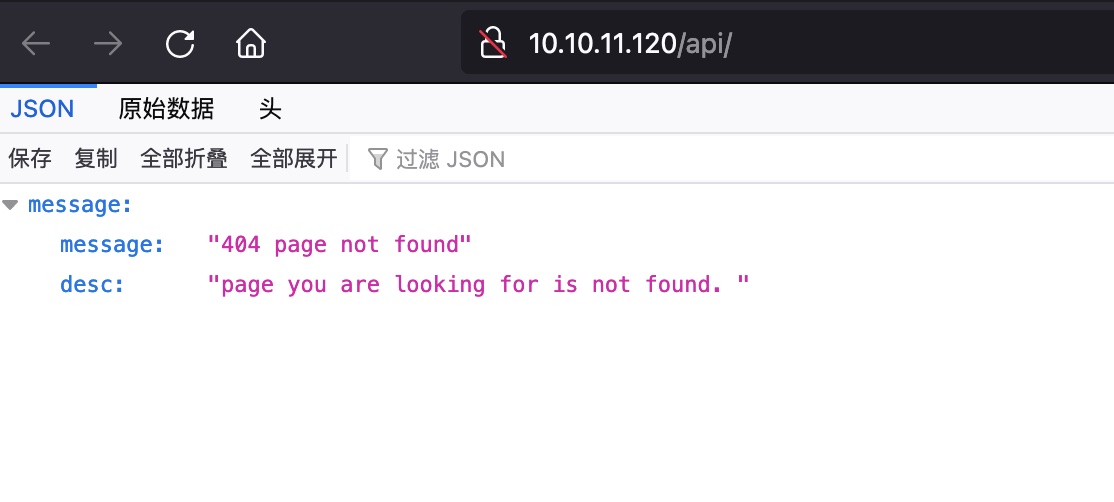 10.10.11.120/api/
JSON 原始数据 头
保存 复制 全部折叠 全部展开 过滤 JSON
message:
message: "404 page not found"
desc: "page you are looking for is not found. "